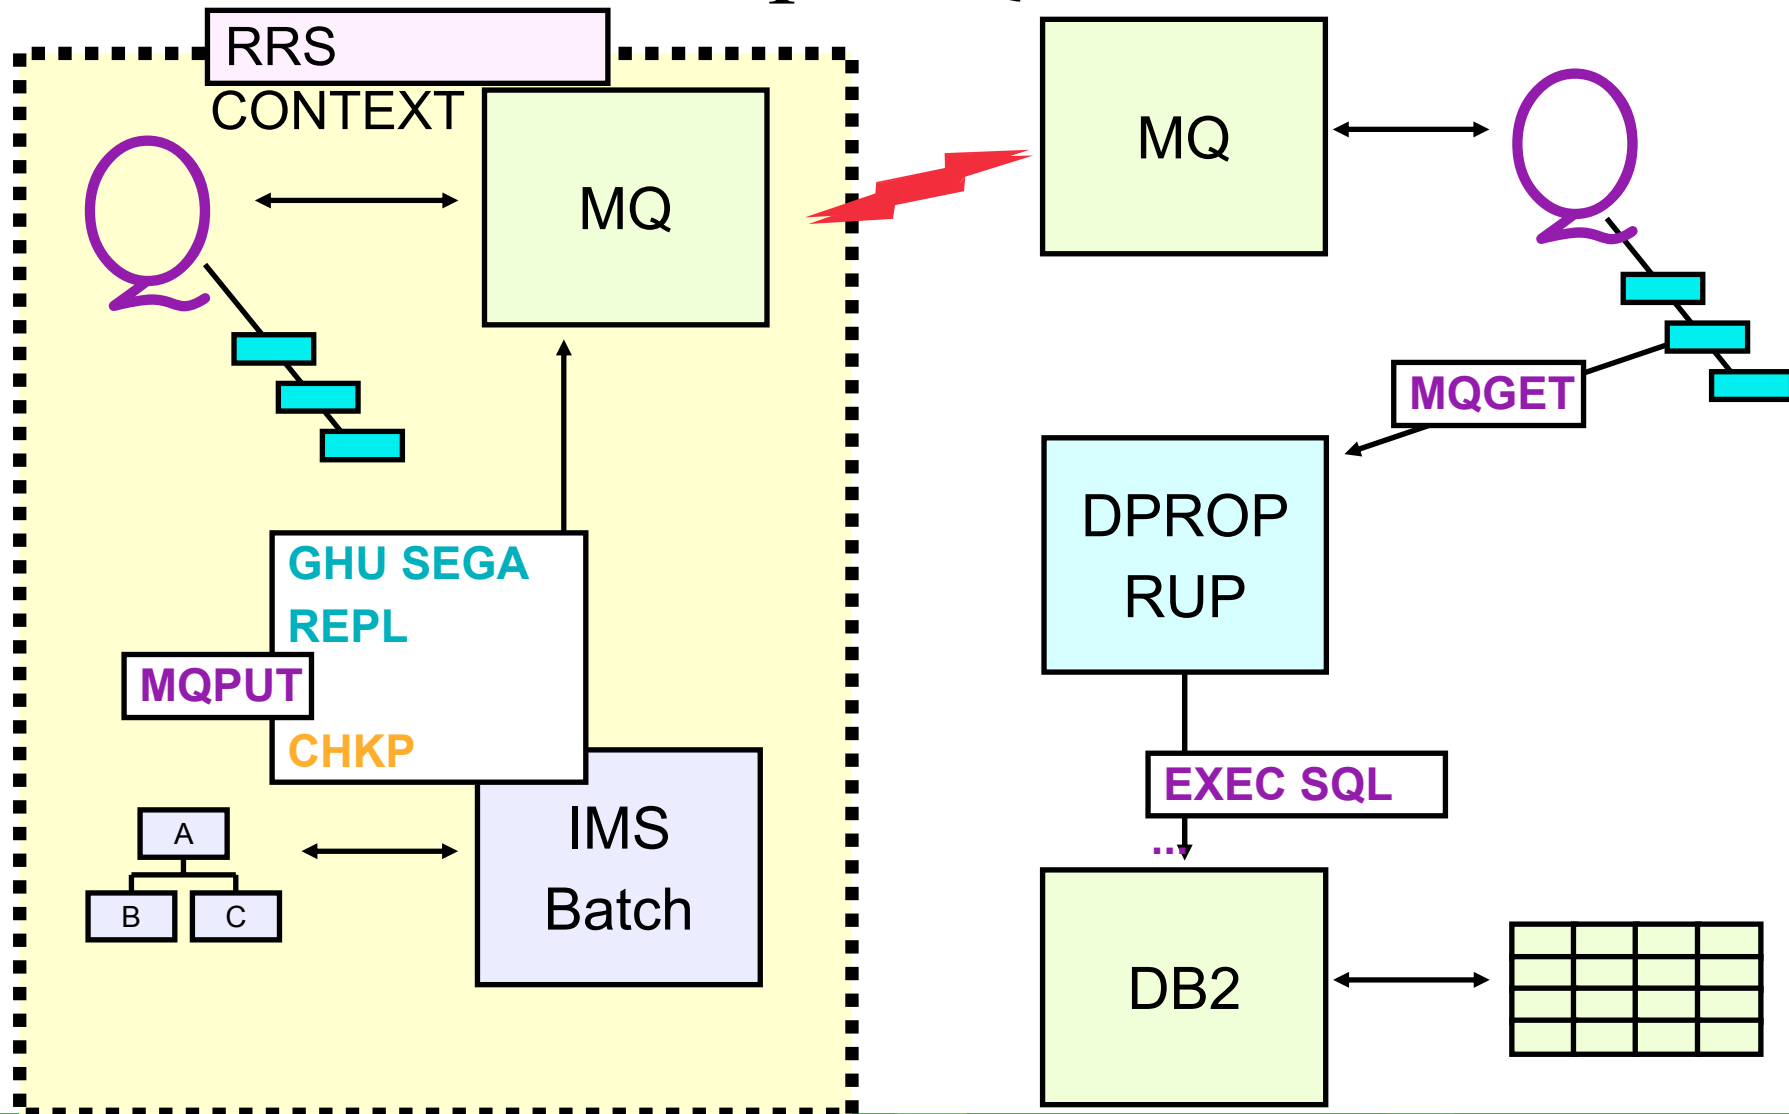 RRS
CONTEXT
MQ
GHU SEGA
REPL
MQPUT
CHKP
IMS
Batch
A
B
C
MQ
MQGET
DPROP
RUP
EXEC SQL
...
DB2